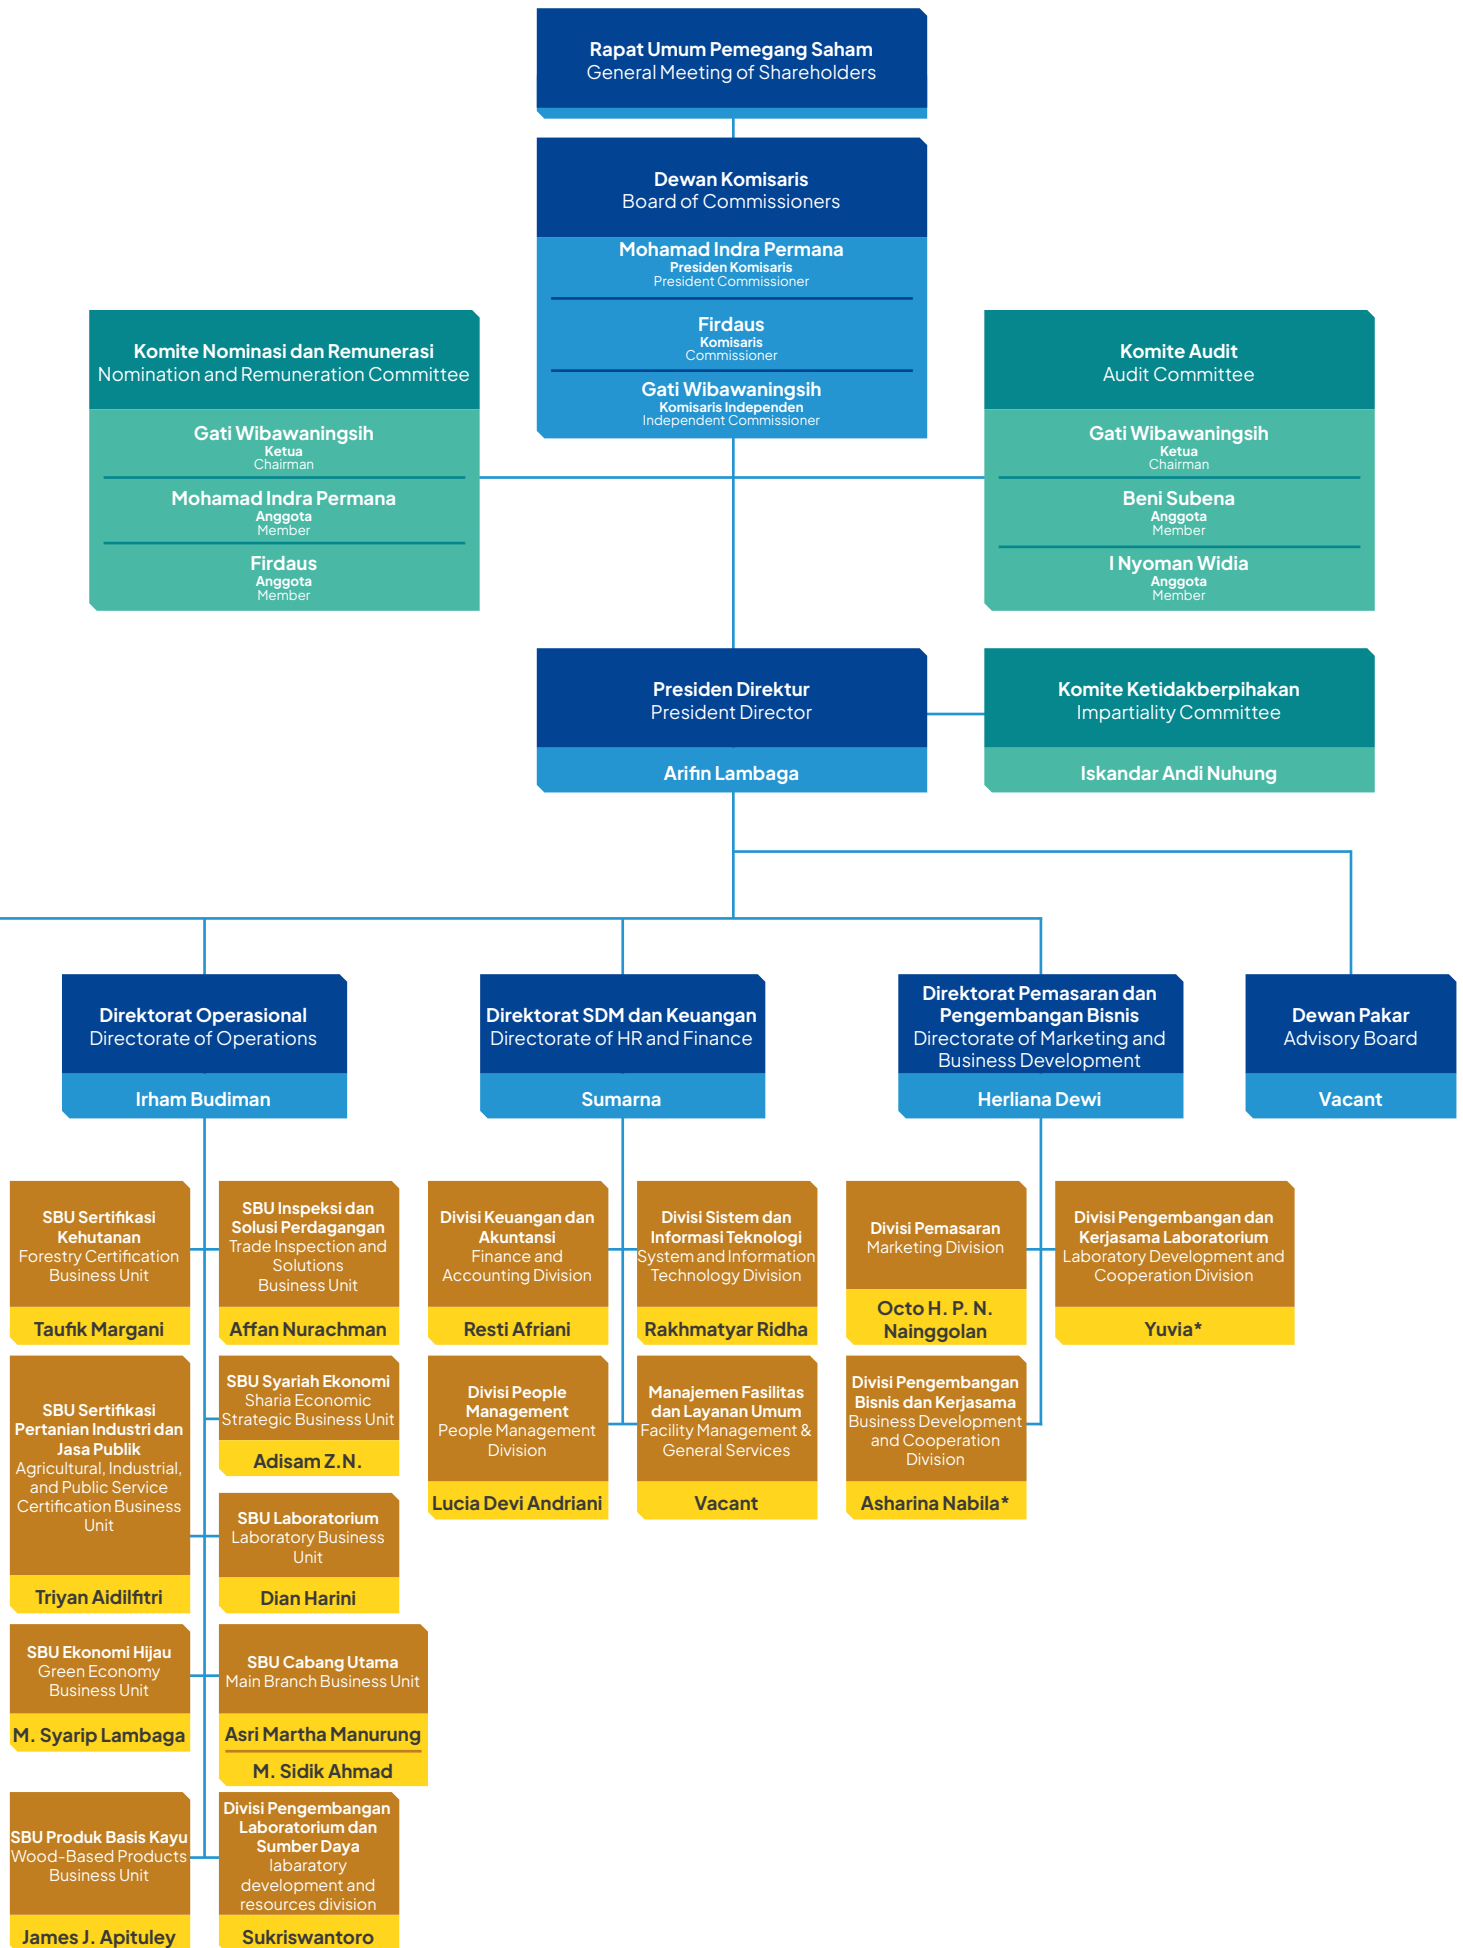 Rapat Umum Pemegang Saham
General Meeting of Shareholders
Dewan Komisaris
Board of Commissioners
Mohamad Indra Permana
Presiden Komisaris
President Commissioner
Firdaus
Komisaris
Commissioner
Gati Wibawaningsih
Komisaris Independen
Independent Commissioner
Komite Nominasi dan Remunerasi
Nomination and Remuneration Committee
Gati Wibawaningsih
Ketua
Chairman
Mohamad Indra Permana
Anggota
Member
Firdaus
Anggota
Member
Komite Audit
Audit Committee
Gati Wibawaningsih
Ketua
Chairman
Beni Subena
Anggota
Member
I Nyoman Widia
Anggota
Member
Presiden Direktur
President Director
Arifin Lambaga
Komite Ketidakberpihakan
Impartiality Committee
Iskandar Andi Nuhung
Direktorat Operasional
Directorate of Operations
Irham Budiman
Direktorat SDM dan Keuangan
Directorate of HR and Finance
Sumarna
Direktorat Pemasaran dan
Pengembangan Bisnis
Directorate of Marketing and
Business Development
Herliana Dewi
Dewan Pakar
Advisory Board
Vacant
SBU Sertifikasi
Kehutanan
Forestry Certification
Business Unit
Taufik Margani
SBU Inspeksi dan
Solusi Perdagangan
Trade Inspection and
Solutions
Business Unit
Affan Nurachman
Divisi Keuangan dan
Akuntansi
Finance and
Accounting Division
Resti Afriani
Divisi Sistem dan
Informasi Teknologi
System and Information
Technology Division
Rakhmatyar Ridha
Divisi Pemasaran
Marketing Division
Octo H. P. N.
Nainggolan
Divisi Pengembangan dan
Kerjasama Laboratorium
Laboratory Development and
Cooperation Division
Yuvia*
SBU Sertifikasi
Pertanian Industri dan
Jasa Publik
Agricultural, Industrial,
and Public Service
Certification Business
Unit
Triyan Aidilfitri
SBU Syariah Ekonomi
Sharia Economic
Strategic Business Unit
Adisam Z.N.
SBU Laboratorium
Laboratory Business
Unit
Dian Harini
Divisi People
Management
People Management
Division
Lucia Devi Andriani
Manajemen Fasilitas
dan Layanan Umum
Facility Management &
General Services
Vacant
Divisi Pengembangan
Bisnis dan Kerjasama
Business Development
and Cooperation
Division
Asharina Nabila*
SBU Ekonomi Hijau
Green Economy
Business Unit
M. Syarip Lambaga
SBU Cabang Utama
Main Branch Business Unit
Asri Martha Manurung
M. Sidik Ahmad
SBU Produk Basis Kayu
Wood-Based Products
Business Unit
James J. Apituley
Divisi Pengembangan
Laboratorium dan
Sumber Daya
labaratory
development and
resources division
Sukriswantoro